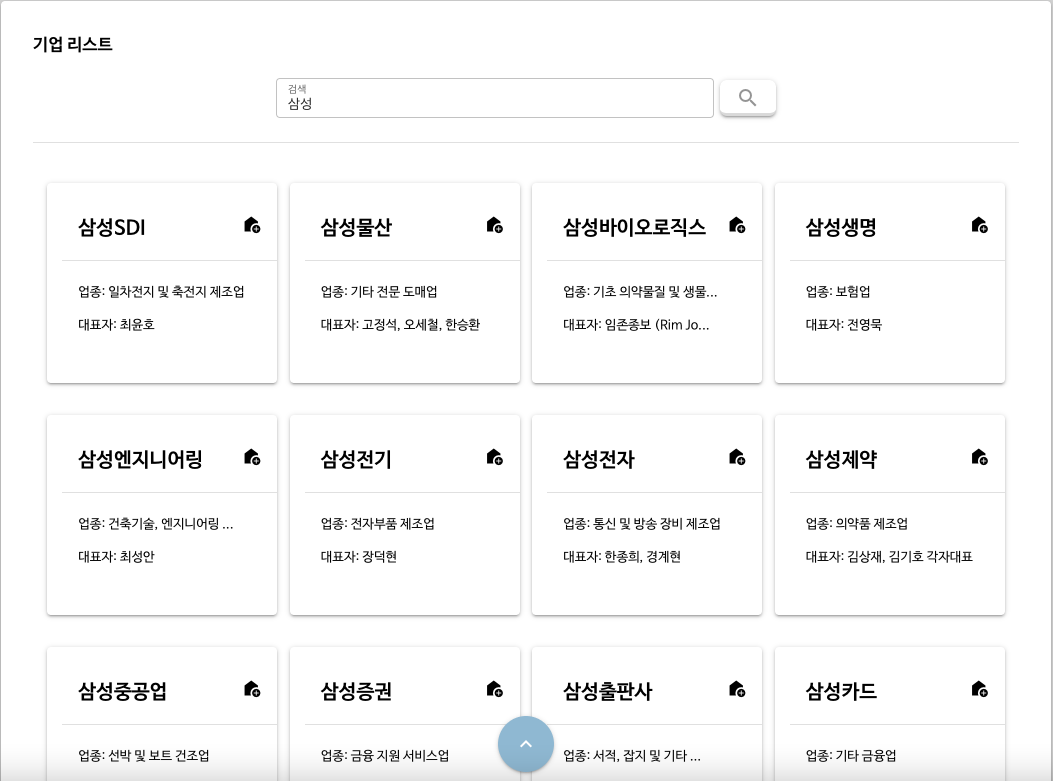 기업 리스트
검색
삼성
삼성SDI
업종: 일차전지 및 축전지 제조업
대표자: 최윤호
삼성물산
업종: 기타 전문 도매업
대표자: 고정석, 오세철, 한승환
삼성바이오로직스
업종: 기초 의약물질 및 생물...
대표자: 임존종보 (Rim Jo...
삼성생명
업종: 보험업
대표자: 전영묵
삼성엔지니어링
업종: 건축기술, 엔지니어링 ...
대표자: 최성안
삼성전기
업종: 전자부품 제조업
대표자: 장덕현
삼성전자
업종: 통신 및 방송 장비 제조업
대표자: 한종희, 경계현
삼성제약
업종: 의약품 제조업
대표자: 김상재, 김기호 각자대표
삼성중공업
업종: 선박 및 보트 건조업
삼성증권
업종: 금융 지원 서비스업
삼성출판사
업종: 서적, 잡지 및 기타 ...
삼성카드
업종: 기타 금융업